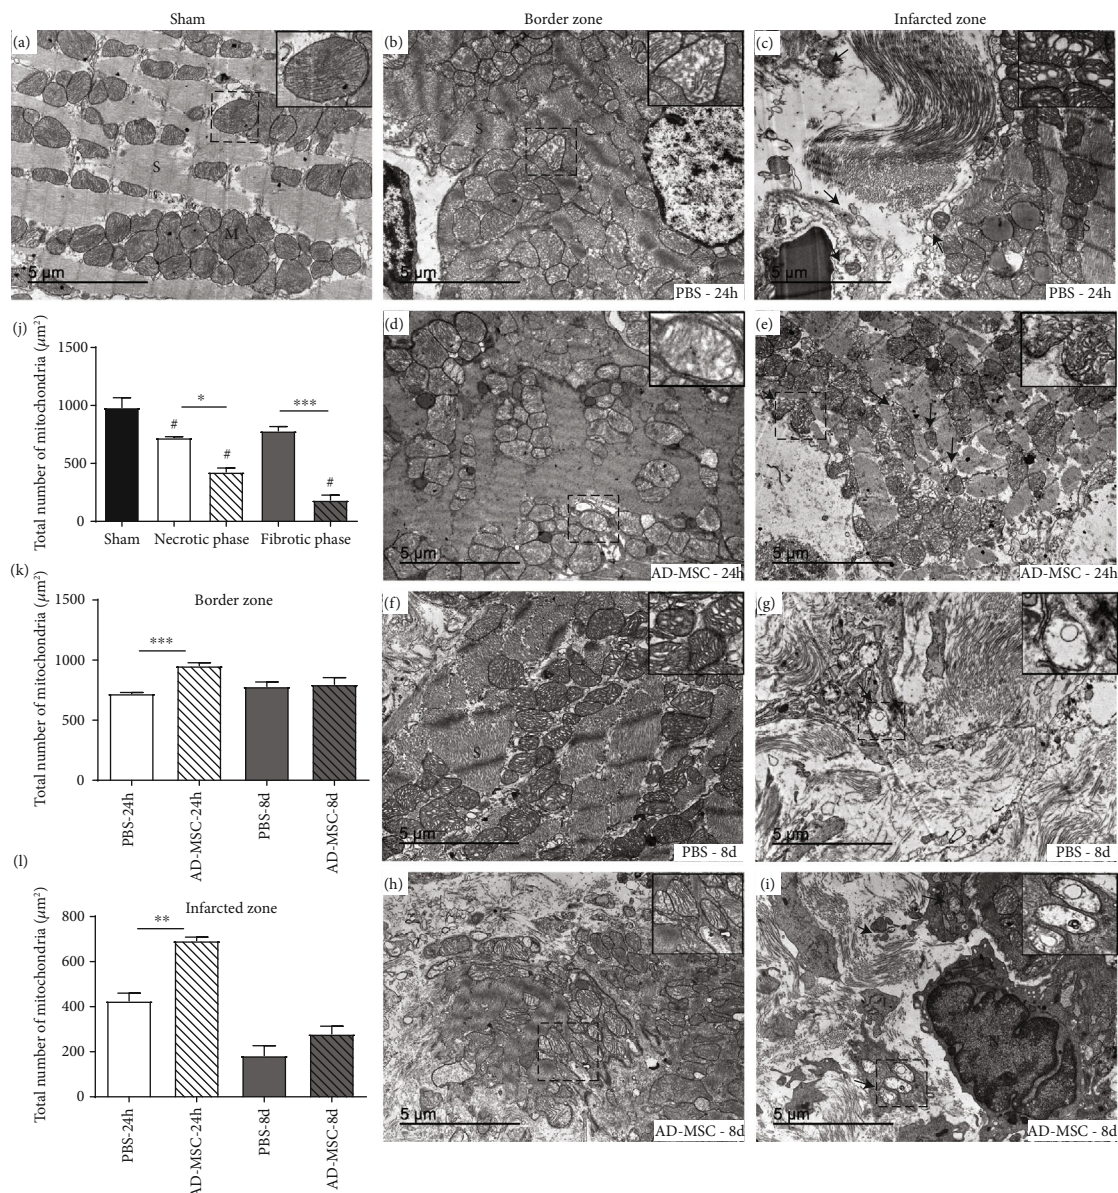 Sham
Border zone
Infarcted zone
(a)
S
M
5 μm
(b)
S
5 μm
PBS - 24h
(c)
S
5 μm
PBS - 24h
(j)
Total number of mitochondria (μm²)
1500
1000
500
0
#
*
#
***
#
Sham
Necrotic phase
Fibrotic phase
(d)
5 μm
AD-MSC - 24h
(e)
5 μm
AD-MSC - 24h
(k)
Border zone
Total number of mitochondria (μm²)
1500
1000
500
0
***
PBS-24h
AD-MSC-24h
PBS-8d
AD-MSC-8d
(f)
S
5 μm
PBS - 8d
(g)
5 μm
PBS - 8d
(l)
Infarcted zone
Total number of mitochondria (μm²)
800
600
400
200
0
**
PBS-24h
AD-MSC-24h
PBS-8d
AD-MSC-8d
(h)
5 μm
AD-MSC - 8d
(i)
N
5 μm
AD-MSC - 8d